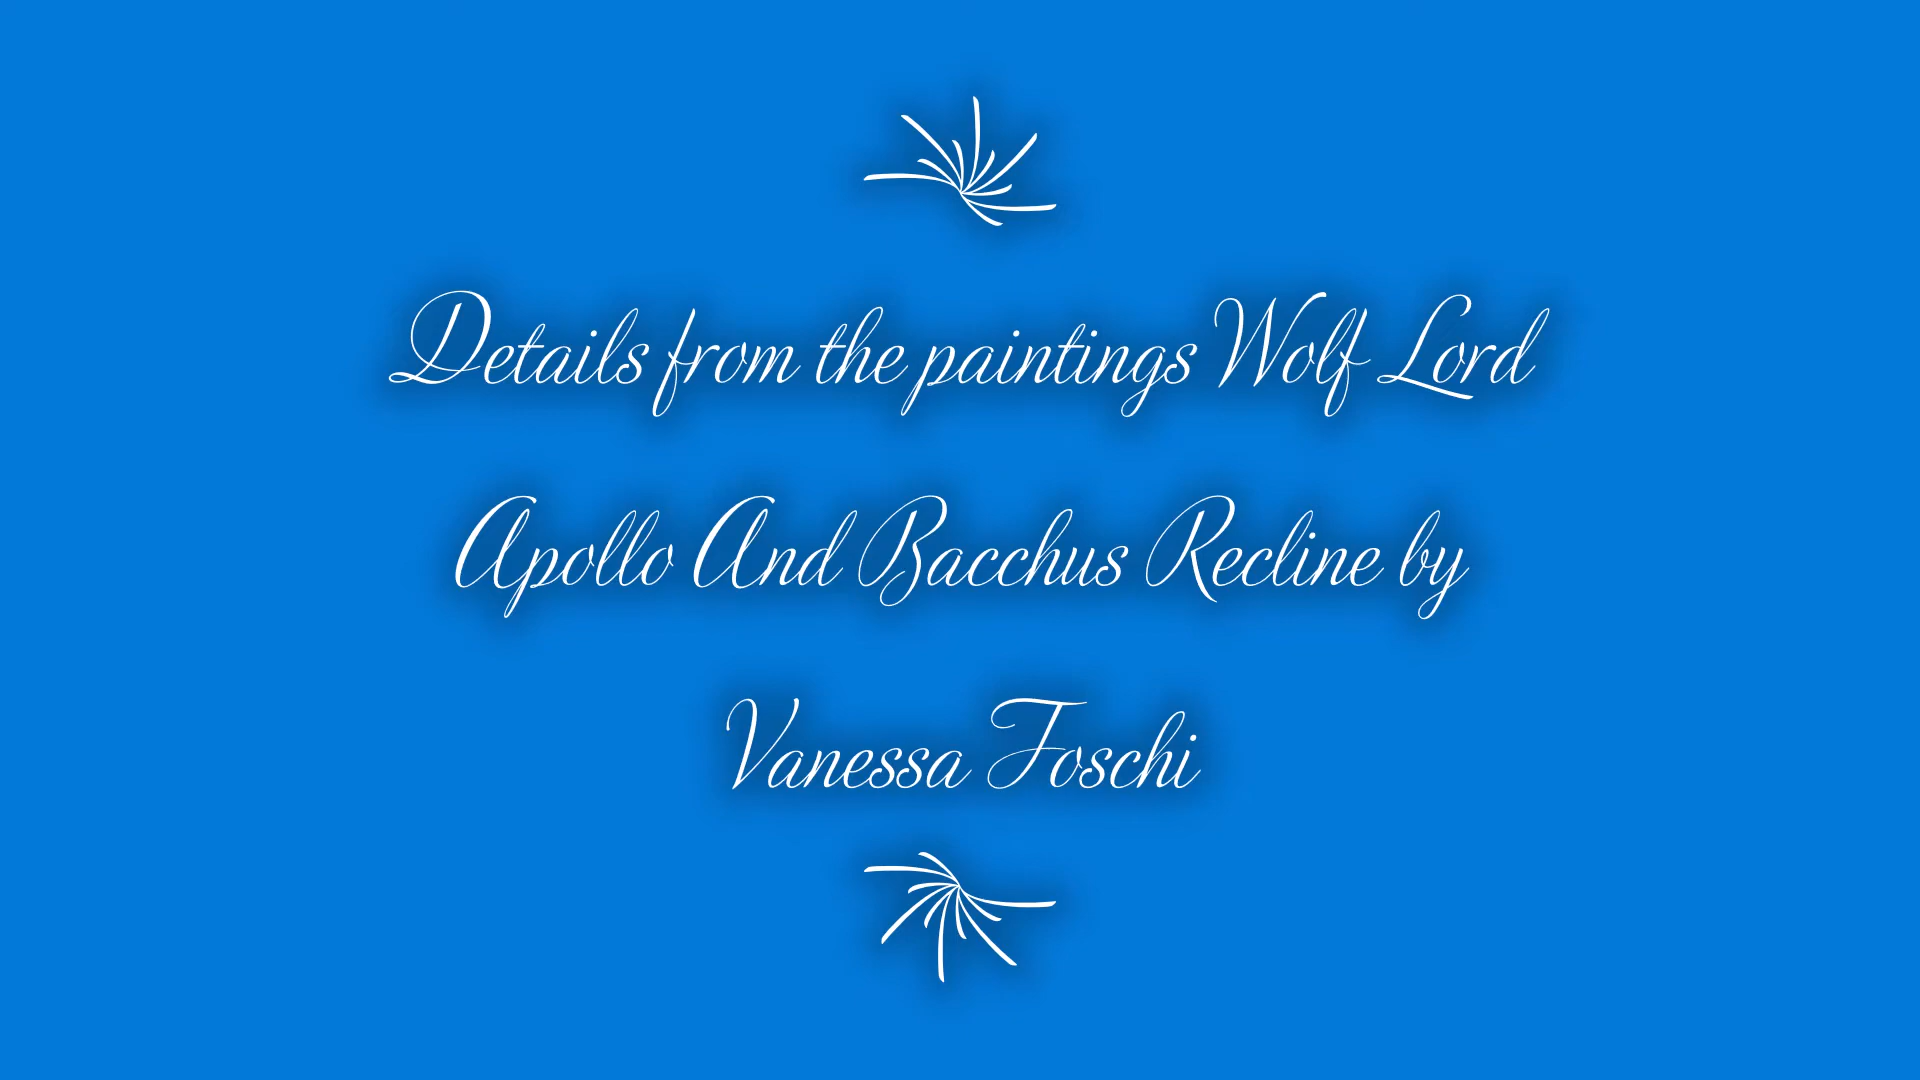 Details from the paintings Wolf Lord
Apollo And Bacchus Recline by
Vanessa Foschi